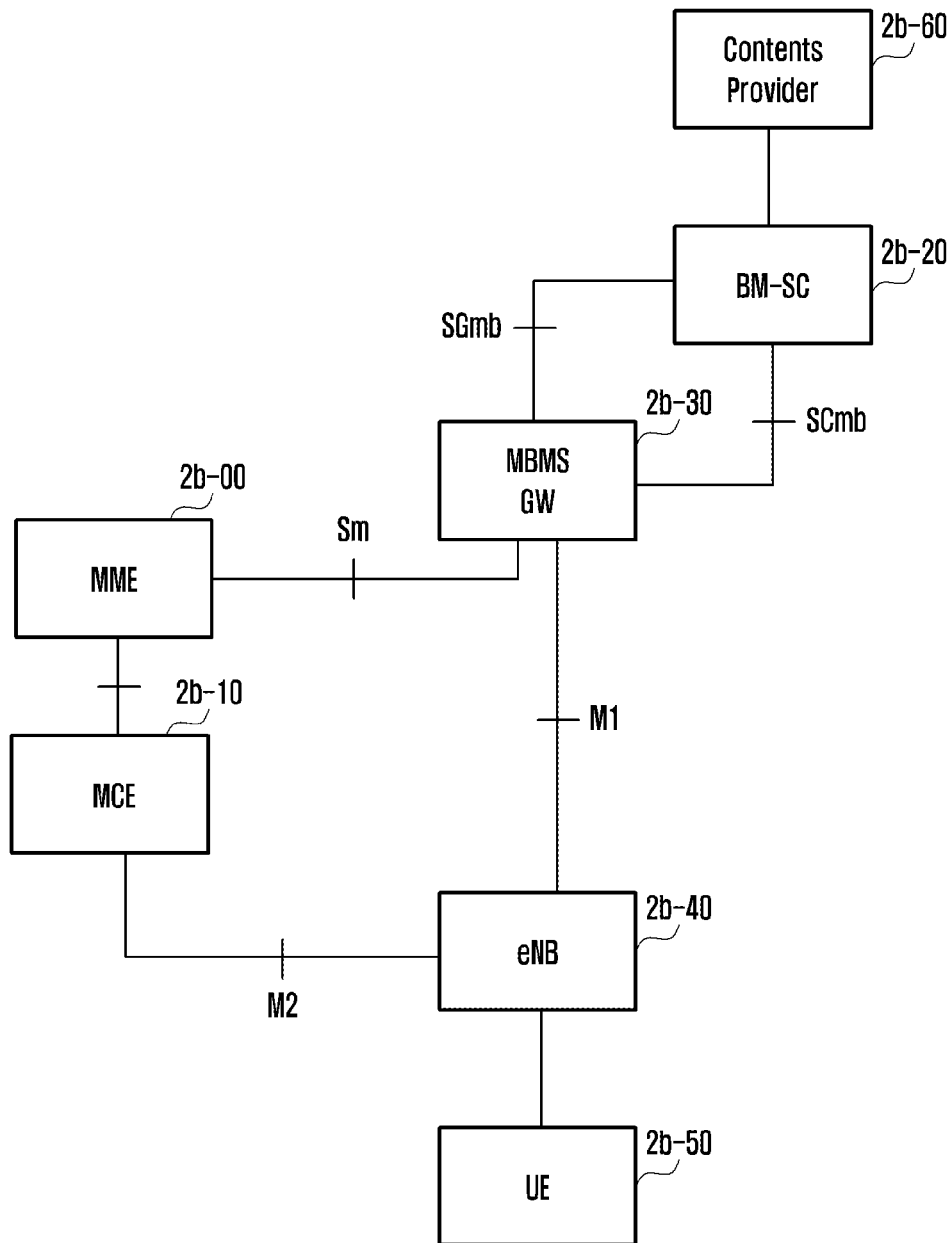 2b-60
Contents
Provider
2b-20
BM-SC
SGmb
2b-30
SCmb
MBMS
GW
2b-00
Sm
MME
2b-10
M1
MCE
2b-40
eNB
M2
2b-50
UE